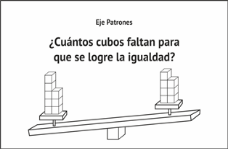 Eje Patrones
¿Cuántos cubos faltan para
que se logre la igualdad?